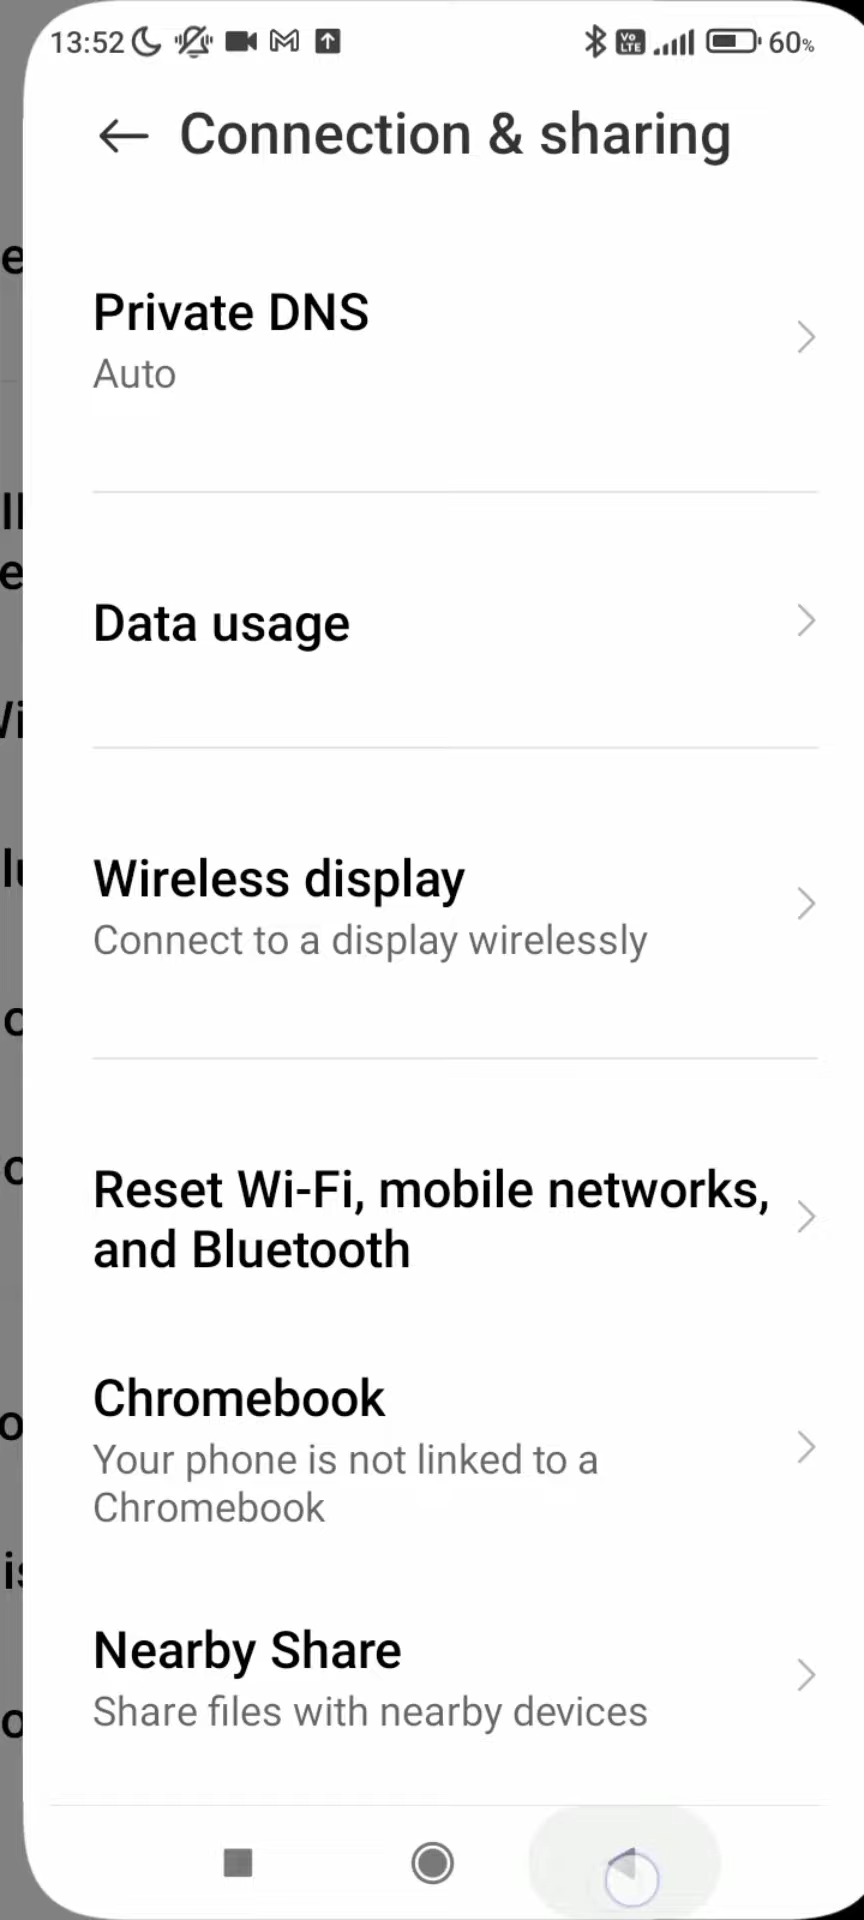 13:52 60%
Connection & sharing
Private DNS
Auto
Data usage
Wireless display
Connect to a display wirelessly
Reset Wi-Fi, mobile networks,
and Bluetooth
Chromebook
Your phone is not linked to a
Chromebook
Nearby Share
Share files with nearby devices